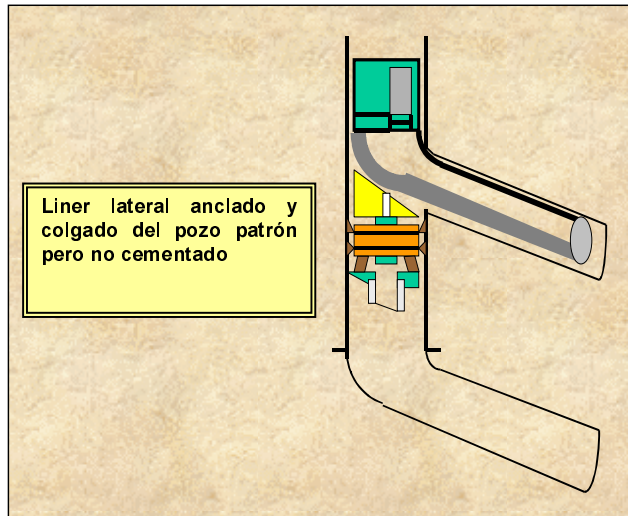 Liner lateral anclado y
colgado del pozo patrón
pero no cementado